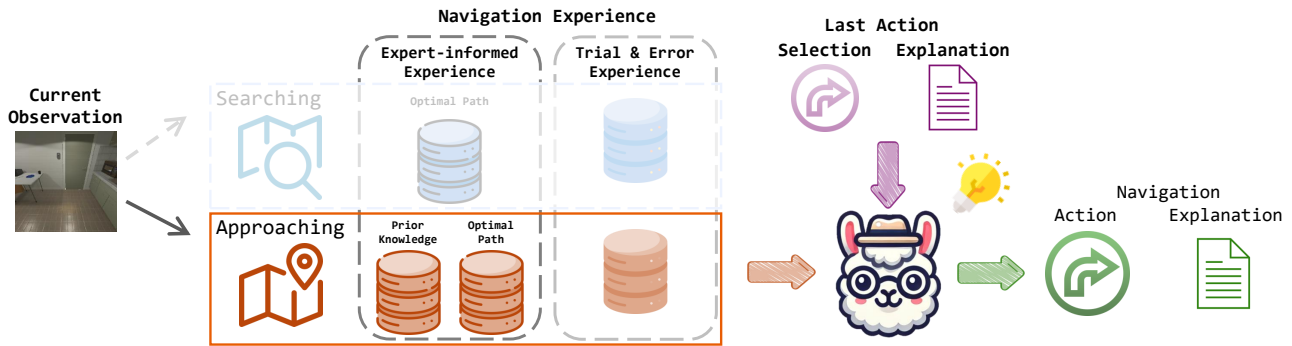 Navigation Experience
Expert-informed
Experience
Trial & Error
Experience
Last Action
Selection
Explanation
Current
Observation
Searching
Optimal Path
Approaching
Prior
Knowledge
Optimal
Path
Navigation
Action
Explanation